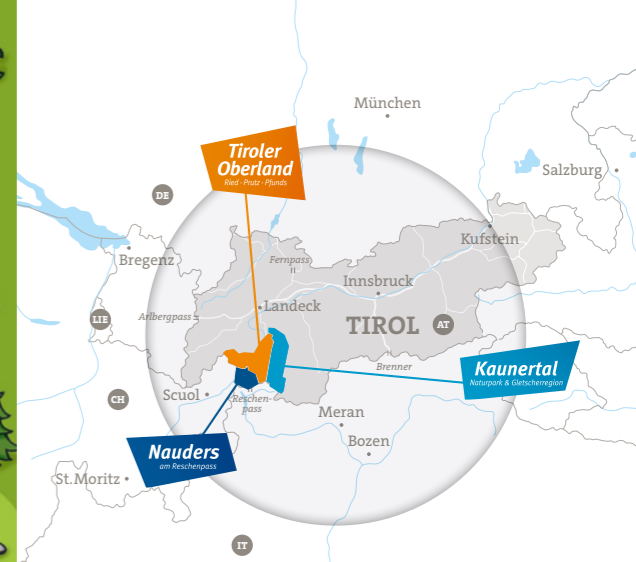 München
Tiroler
Oberland
Ried · Prutz · Pfunds
Salzburg
DE
Kufstein
Bregenz
Fernpass
Innsbruck
Landeck
LIE
Arlbergpass
TIROL
AT
Brenner
Kaunertal
Naturpark & Gletscherregion
CH
Scuol
Reschen-
pass
Meran
Bozen
Nauders
am Reschenpass
St.Moritz
IT